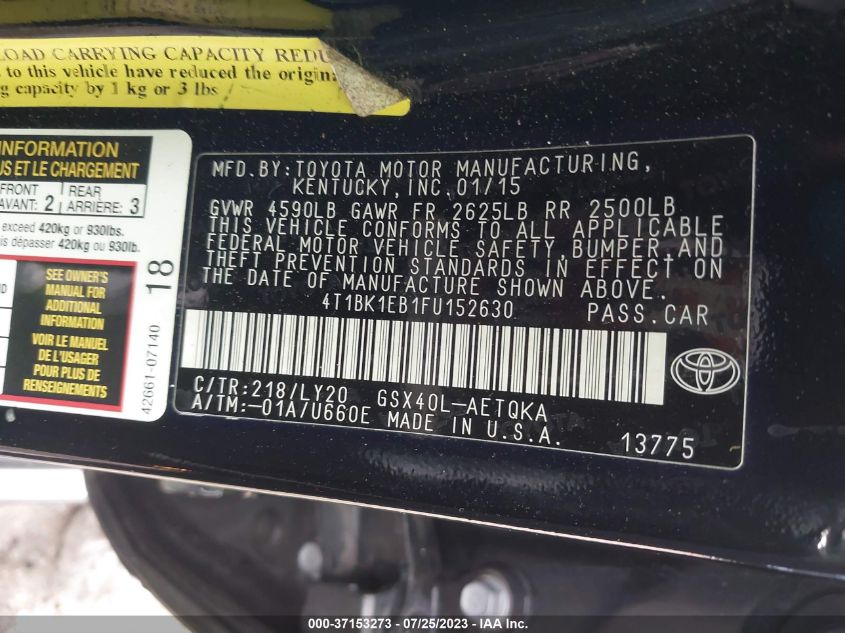 LOAD CARRYING CAPACITY REDU
to this vehicle have reduced the origina
capacity by 1 kg or 3 lbs
INFORMATION
US ET LE CHARGEMENT
FRONT
AVANT: 2
REAR
ARRIÈRE: 3
exceed 420kg or 930lbs.
is dépasser 420kg ou 930lb.
SEE OWNER'S
MANUAL FOR
ADDITIONAL
INFORMATION
VOIR LE MANUEL
DE L'USAGER
POUR PLUS DE
RENSEIGNEMENTS
18
42661-07140
MFD.BY:TOYOTA MOTOR MANUFACTURING,
KENTUCKY, INC.01/15
GVWR 4590LB GAWR FR 2625LB RR 2500LB
THIS VEHICLE CONFORMS TO ALL APPLICABLE
FEDERAL MOTOR VEHICLE SAFETY,BUMPER,AND
THEFT PREVENTION STANDARDS IN EFFECT ON
THE DATE OF MANUFACTURE SHOWN ABOVE.
4T1BK1EB1FU152630 PASS.CAR
C/TR:218/LY20 GSX40L-AETQKA
A/TM:-01A/U660E MADE IN U.S.A.
13775
000-37153273 - 07/25/2023 - IAA Inc.